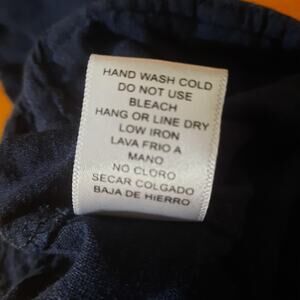 HAND WASH COLD
DO NOT USE
BLEACH
HANG OR LINE DRY
LOW IRON
LAVA FRIO A
MANO
NO CLORO
SECAR COLGADO
BAJA DE HIERRO